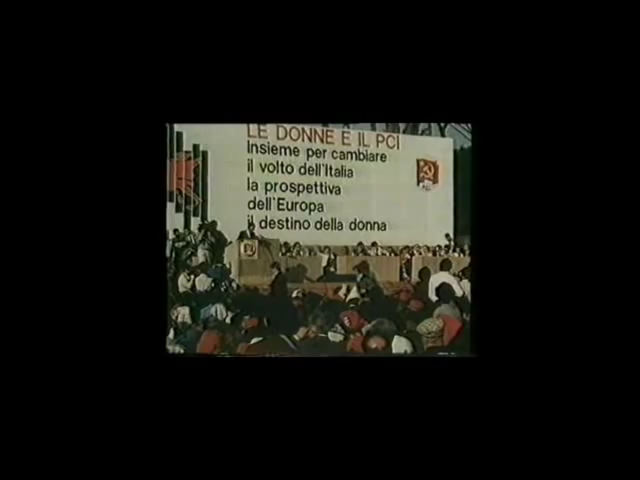 LE DONNE E IL PCI
Insieme per cambiare
il volto dell'Italia
la prospettiva
dell'Europa
il destino della donna